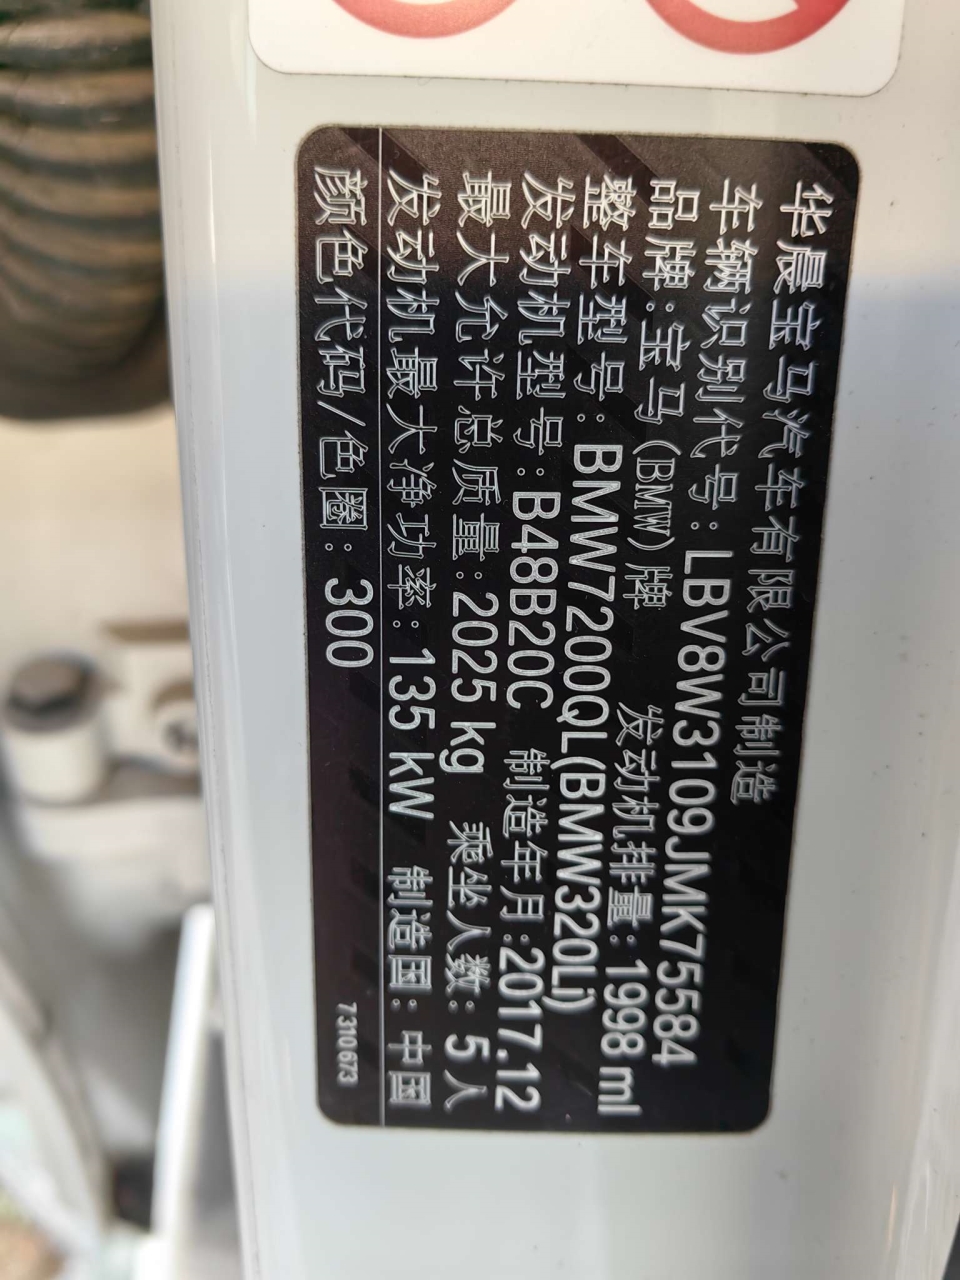 华晨宝马汽车有限公司制造
车辆识别代号：LBV8W3109JMK75584
品牌：宝马(BMW)牌 发动机排量：1998 ml
整车型号：BMW7200QL(BMW320Li)
发动机型号：B48B20C 制造年月：2017.12
最大允许总质量：2025 kg 乘坐人数：5人
发动机最大净功率：135 kW 制造国：中国
颜色代码/色圈：300
7 310 673